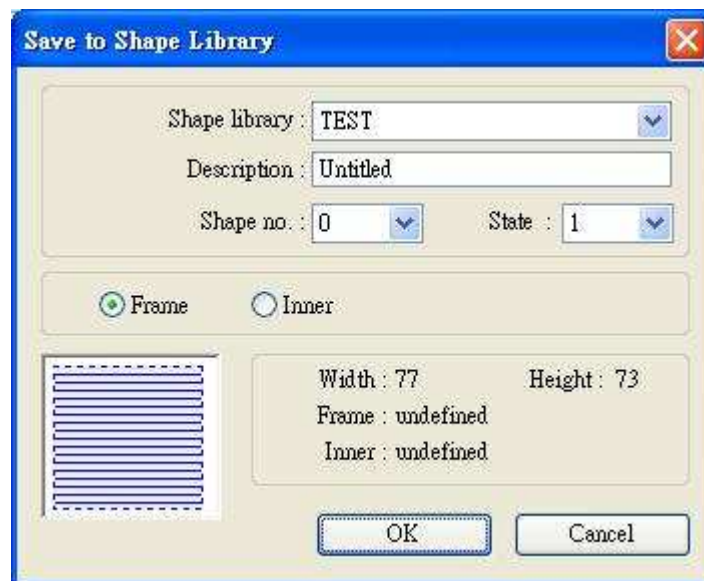 Save to Shape Library
Shape library : TEST
Description : Untitled
Shape no. : 0 State : 1
Frame Inner
Width : 77 Height : 73
Frame : undefined
Inner : undefined
OK Cancel